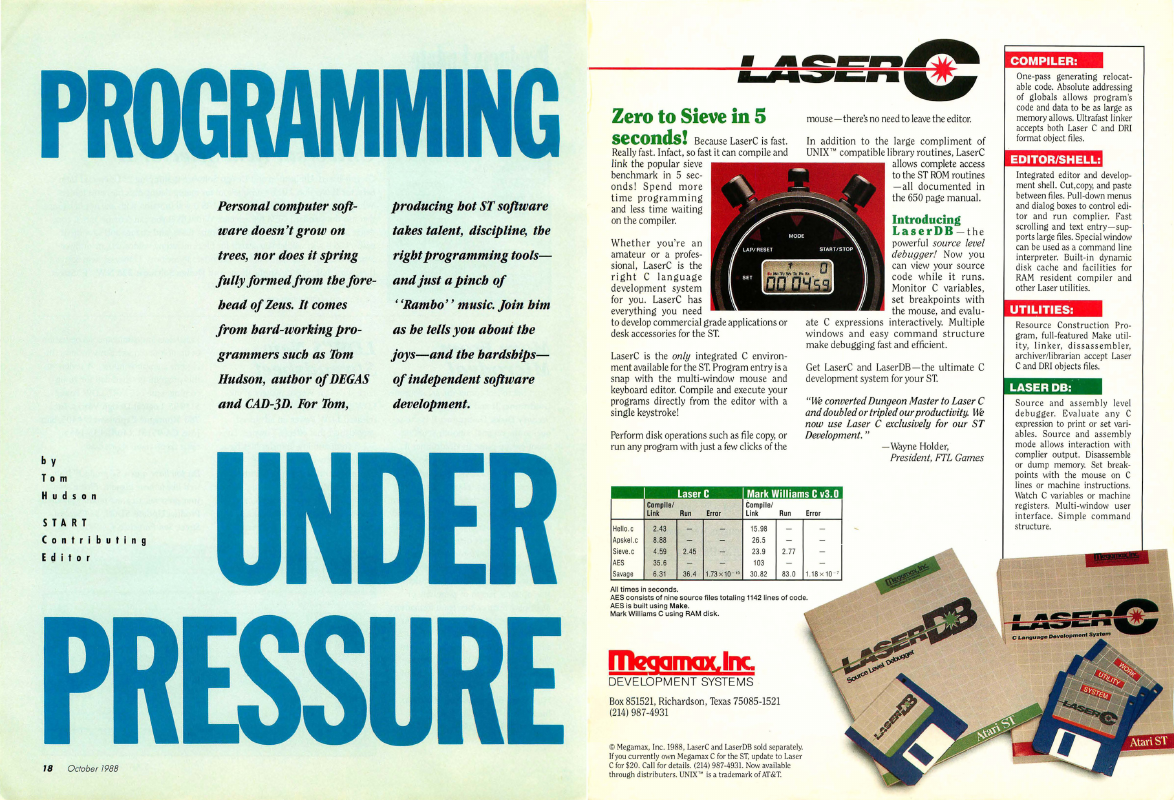 PROGRAMMING
Personal computer soft-
ware doesn't grow on
trees, nor does it spring
fully formed from the fore-
head of Zeus. It comes
from hard-working pro-
grammers such as Tom
Hudson, author of DEGAS
and CAD-3D. For Tom,
producing hot ST software
takes talent, discipline, the
right programming tools—
and just a pinch of
‘‘Rambo’’ music. Join him
as he tells you about the
joys—and the hardships—
of independent software
development.
by
Tom
Hudson
START
Contributing
Editor
UNDER
PRESSURE
18 October 1988
LASER C
Zero to Sieve in 5
seconds! Because LaserC is fast.
Really fast. Infact, so fast it can compile and
link the popular sieve
benchmark in 5 sec-
onds! Spend more
time programming
and less time waiting
on the compiler.
Whether you're an
amateur or a profes-
sional, LaserC is the
right C language
development system
for you. LaserC has
everything you need
to develop commercial grade applications or
desk accessories for the ST.
LaserC is the only integrated C environ-
ment available for the ST. Program entry is a
snap with the multi-window mouse and
keyboard editor. Compile and execute your
programs directly from the editor with a
single keystroke!
Perform disk operations such as file copy, or
run any program with just a few clicks of the
mouse—there's no need to leave the editor.
In addition to the large compliment of
UNIX™ compatible library routines, LaserC
allows complete access
to the ST ROM routines
—all documented in
the 650 page manual.
Introducing
LaserDB—the
powerful source level
debugger! Now you
can view your source
code while it runs.
Monitor C variables,
set breakpoints with
the mouse, and evalu-
ate C expressions interactively. Multiple
windows and easy command structure
make debugging fast and efficient.
Get LaserC and LaserDB—the ultimate C
development system for your ST.
"We converted Dungeon Master to Laser C
and doubled or tripled our productivity. We
now use Laser C exclusively for our ST
Development."
—Wayne Holder,
President, FTL Games
MODE
LAP/RESET START/STOP
SET
00 04 59
COMPILER:
One-pass generating relocat-
able code. Absolute addressing
of globals allows program's
code and data to be as large as
memory allows. Ultrafast linker
accepts both Laser C and DRI
format object files.
EDITOR/SHELL:
Integrated editor and develop-
ment shell. Cut,copy, and paste
between files. Pull-down menus
and dialog boxes to control edi-
tor and run complier. Fast
scrolling and text entry—sup-
ports large files. Special window
can be used as a command line
interpreter. Built-in dynamic
disk cache and facilities for
RAM resident compiler and
other Laser utilities.
UTILITIES:
Resource Construction Pro-
gram, full-featured Make util-
ity, linker, dissassembler,
archiver/librarian accept Laser
C and DRI objects files.
LASER DB:
Source and assembly level
debugger. Evaluate any C
expression to print or set vari-
ables. Source and assembly
mode allows interaction with
complier output. Disassemble
or dump memory. Set break-
points with the mouse on C
lines or machine instructions.
Watch C variables or machine
registers. Multi-window user
interface. Simple command
structure.
Laser C Mark Williams C v3.0
Compile/ Link Run Error Compile/ Link Run Error
Hello.c 2.43 — — 15.98 — —
Apskel.c 8.88 — — 26.5 — —
Sieve.c 4.59 2.45 — 23.9 2.77 —
AES 35.6 — — 103 — —
Savage 6.31 36.4 30.82 83.0 1.18 × 10⁻⁷
All times in seconds.
AES consists of nine source files totaling 1142 lines of code.
AES is built using Make.
Mark Williams C using RAM disk.
Megamax, Inc.
DEVELOPMENT SYSTEMS
Box 851521, Richardson, Texas 75085-1521
(214) 987-4931
© Megamax, Inc. 1988, LaserC and LaserDB sold separately.
If you currently own Megamax C for the ST, update to Laser
C for $20. Call for details. (214) 987-4931. Now available
through distributers. UNIX™ is a trademark of AT&T.
Megamax, Inc.
LASER DB
Source Level Debugger
LASER DB
Atari ST
Megamax, Inc.
LASER C
C Language Development System
WORK
UTILITY
SYSTEM
LASER C
Atari ST